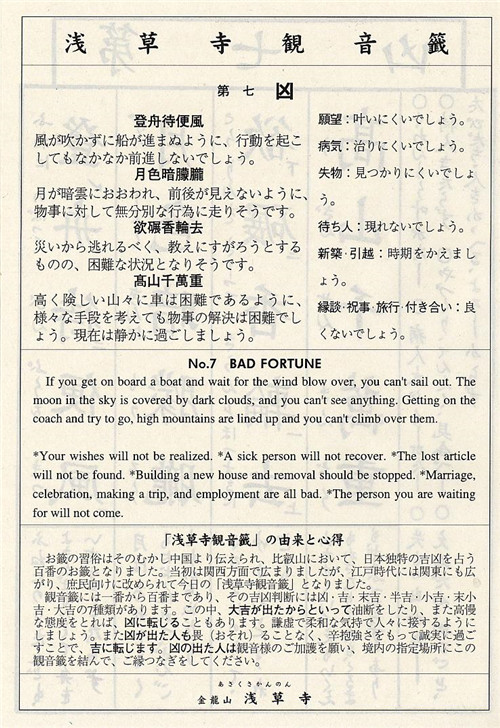 浅草寺観音籤
第七 凶
登舟待便風
風が吹かずに船が進まぬように、行動を起こ
してもなかなか前進しないでしょう。
月色暗朦朧
月が暗雲におおわれ、前後が見えないように、
物事に対して無分別な行為に走りそうです。
欲碾香輪去
災いから逃れるべく、教えにすがろうとする
ものの、困難な状況となりそうです。
高山千萬重
高く険しい山々に車は困難であるように、
様々な手段を考えても物事の解決は困難でし
ょう。現在は静かに過ごしましょう。
願望：叶いにくいでしょう。
病気：治りにくいでしょう。
失物：見つかりにくいでしょ
う。
待ち人：現れないでしょう。
新築・引越：時期をかえまし
ょう。
縁談・祝事・旅行・付き合い：良
くないでしょう。
No.7 BAD FORTUNE
If you get on board a boat and wait for the wind blow over, you can't sail out. The
moon in the sky is covered by dark clouds, and you can't see anything. Getting on the
coach and try to go, high mountains are lined up and you can't climb over them.
*Your wishes will not be realized. *A sick person will not recover. *The lost article
will not be found. *Building a new house and removal should be stopped. *Marriage,
celebration, making a trip, and employment are all bad. *The person you are waiting
for will not come.
「浅草寺観音籤」の由来と心得
お籤の習俗はそのむかし中国より伝えられ、比叡山において、日本独特の吉凶を占う
百番のお籤となりました。当初は関西方面で広まりましたが、江戸時代には関東にも広
がり、庶民向けに改められて今日の「浅草寺観音籤」となりました。
観音籤には一番から百番まであり、その吉凶判断には凶・吉・末吉・半吉・小吉・末小
吉・大吉の7種類があります。この中、大吉が出たからといって油断をしたり、また高慢
な態度をとれば、凶に転じることもあります。謙虚で柔和な気持で人々に接するように
しましょう。また凶が出た人も畏（おそれ）ることなく、辛抱強さをもって誠実に過ご
すことで、吉に転じます。凶の出た人は観音様のご加護を願い、境内の指定場所にこの
観音籤を結んで、ご縁つなぎをしてください。
あさくさかんのん
金龍山 浅草寺